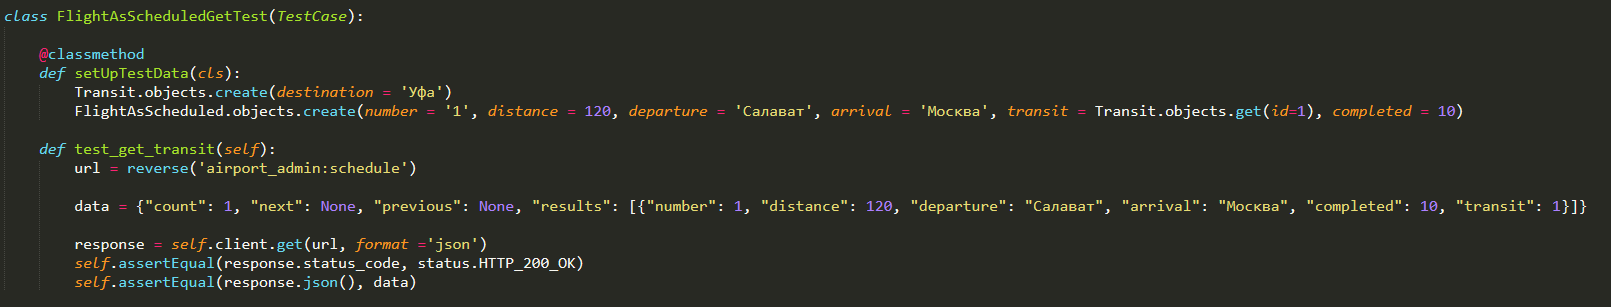 class FlightAsScheduledGetTest(TestCase):
@classmethod
def setUpTestData(cls):
Transit.objects.create(destination = 'Уфа')
FlightAsScheduled.objects.create(number = '1', distance = 120, departure = 'Салават', arrival = 'Москва', transit = Transit.objects.get(id=1), completed = 10)
def test_get_transit(self):
url = reverse('airport_admin:schedule')
data = {"count": 1, "next": None, "previous": None, "results": [{"number": 1, "distance": 120, "departure": "Салават", "arrival": "Москва", "completed": 10, "transit": 1}]}
response = self.client.get(url, format ='json')
self.assertEqual(response.status_code, status.HTTP_200_OK)
self.assertEqual(response.json(), data)